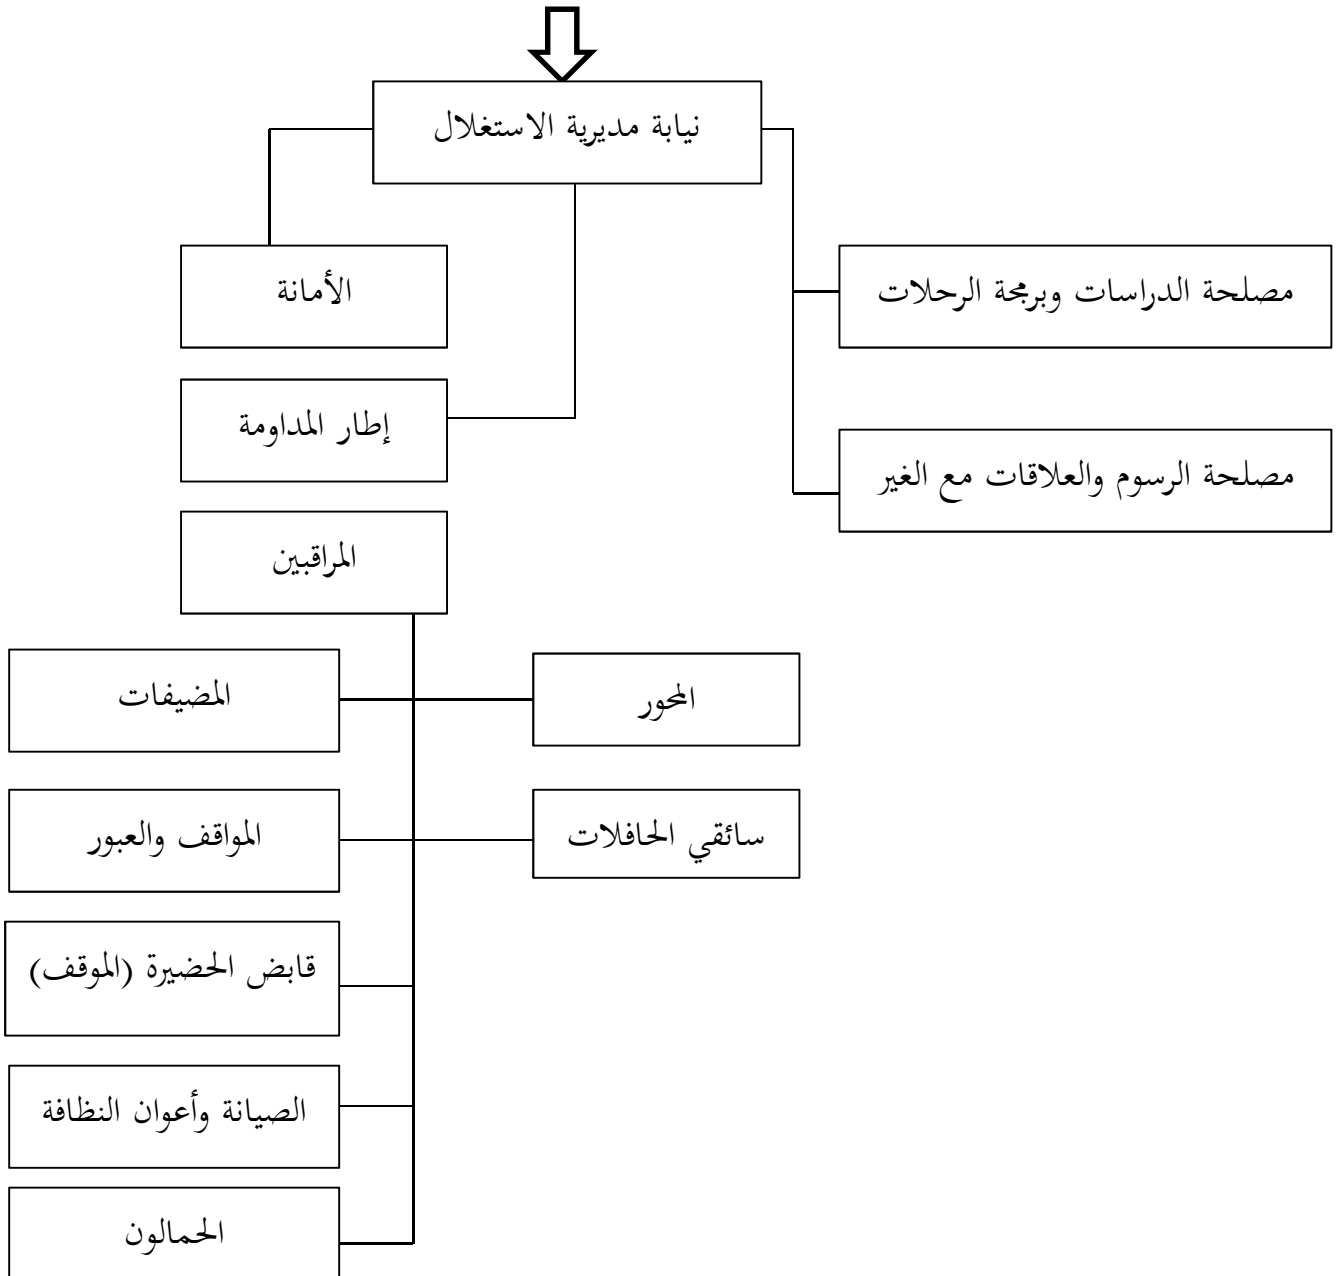 نيابة مديرية الاستغلال
مصلحة الدراسات وبرمجة الرحلات
الأمانة
إطار المداومة
مصلحة الرسوم والعلاقات مع الغير
المراقبين
المحور
المضيفات
سائقي الحافلات
المواقف والعبور
قابض الحضيرة (الموقف)
الصيانة وأعوان النظافة
الحمالون